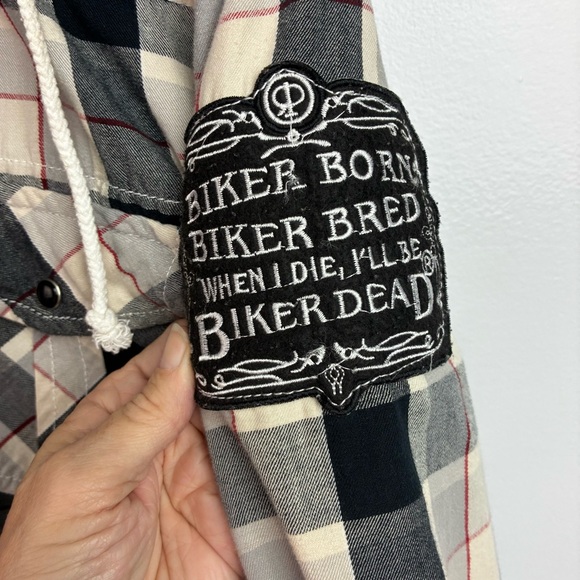 BIKER BORN
BIKER BRED
WHEN I DIE, I'LL BE
BIKER DEAD